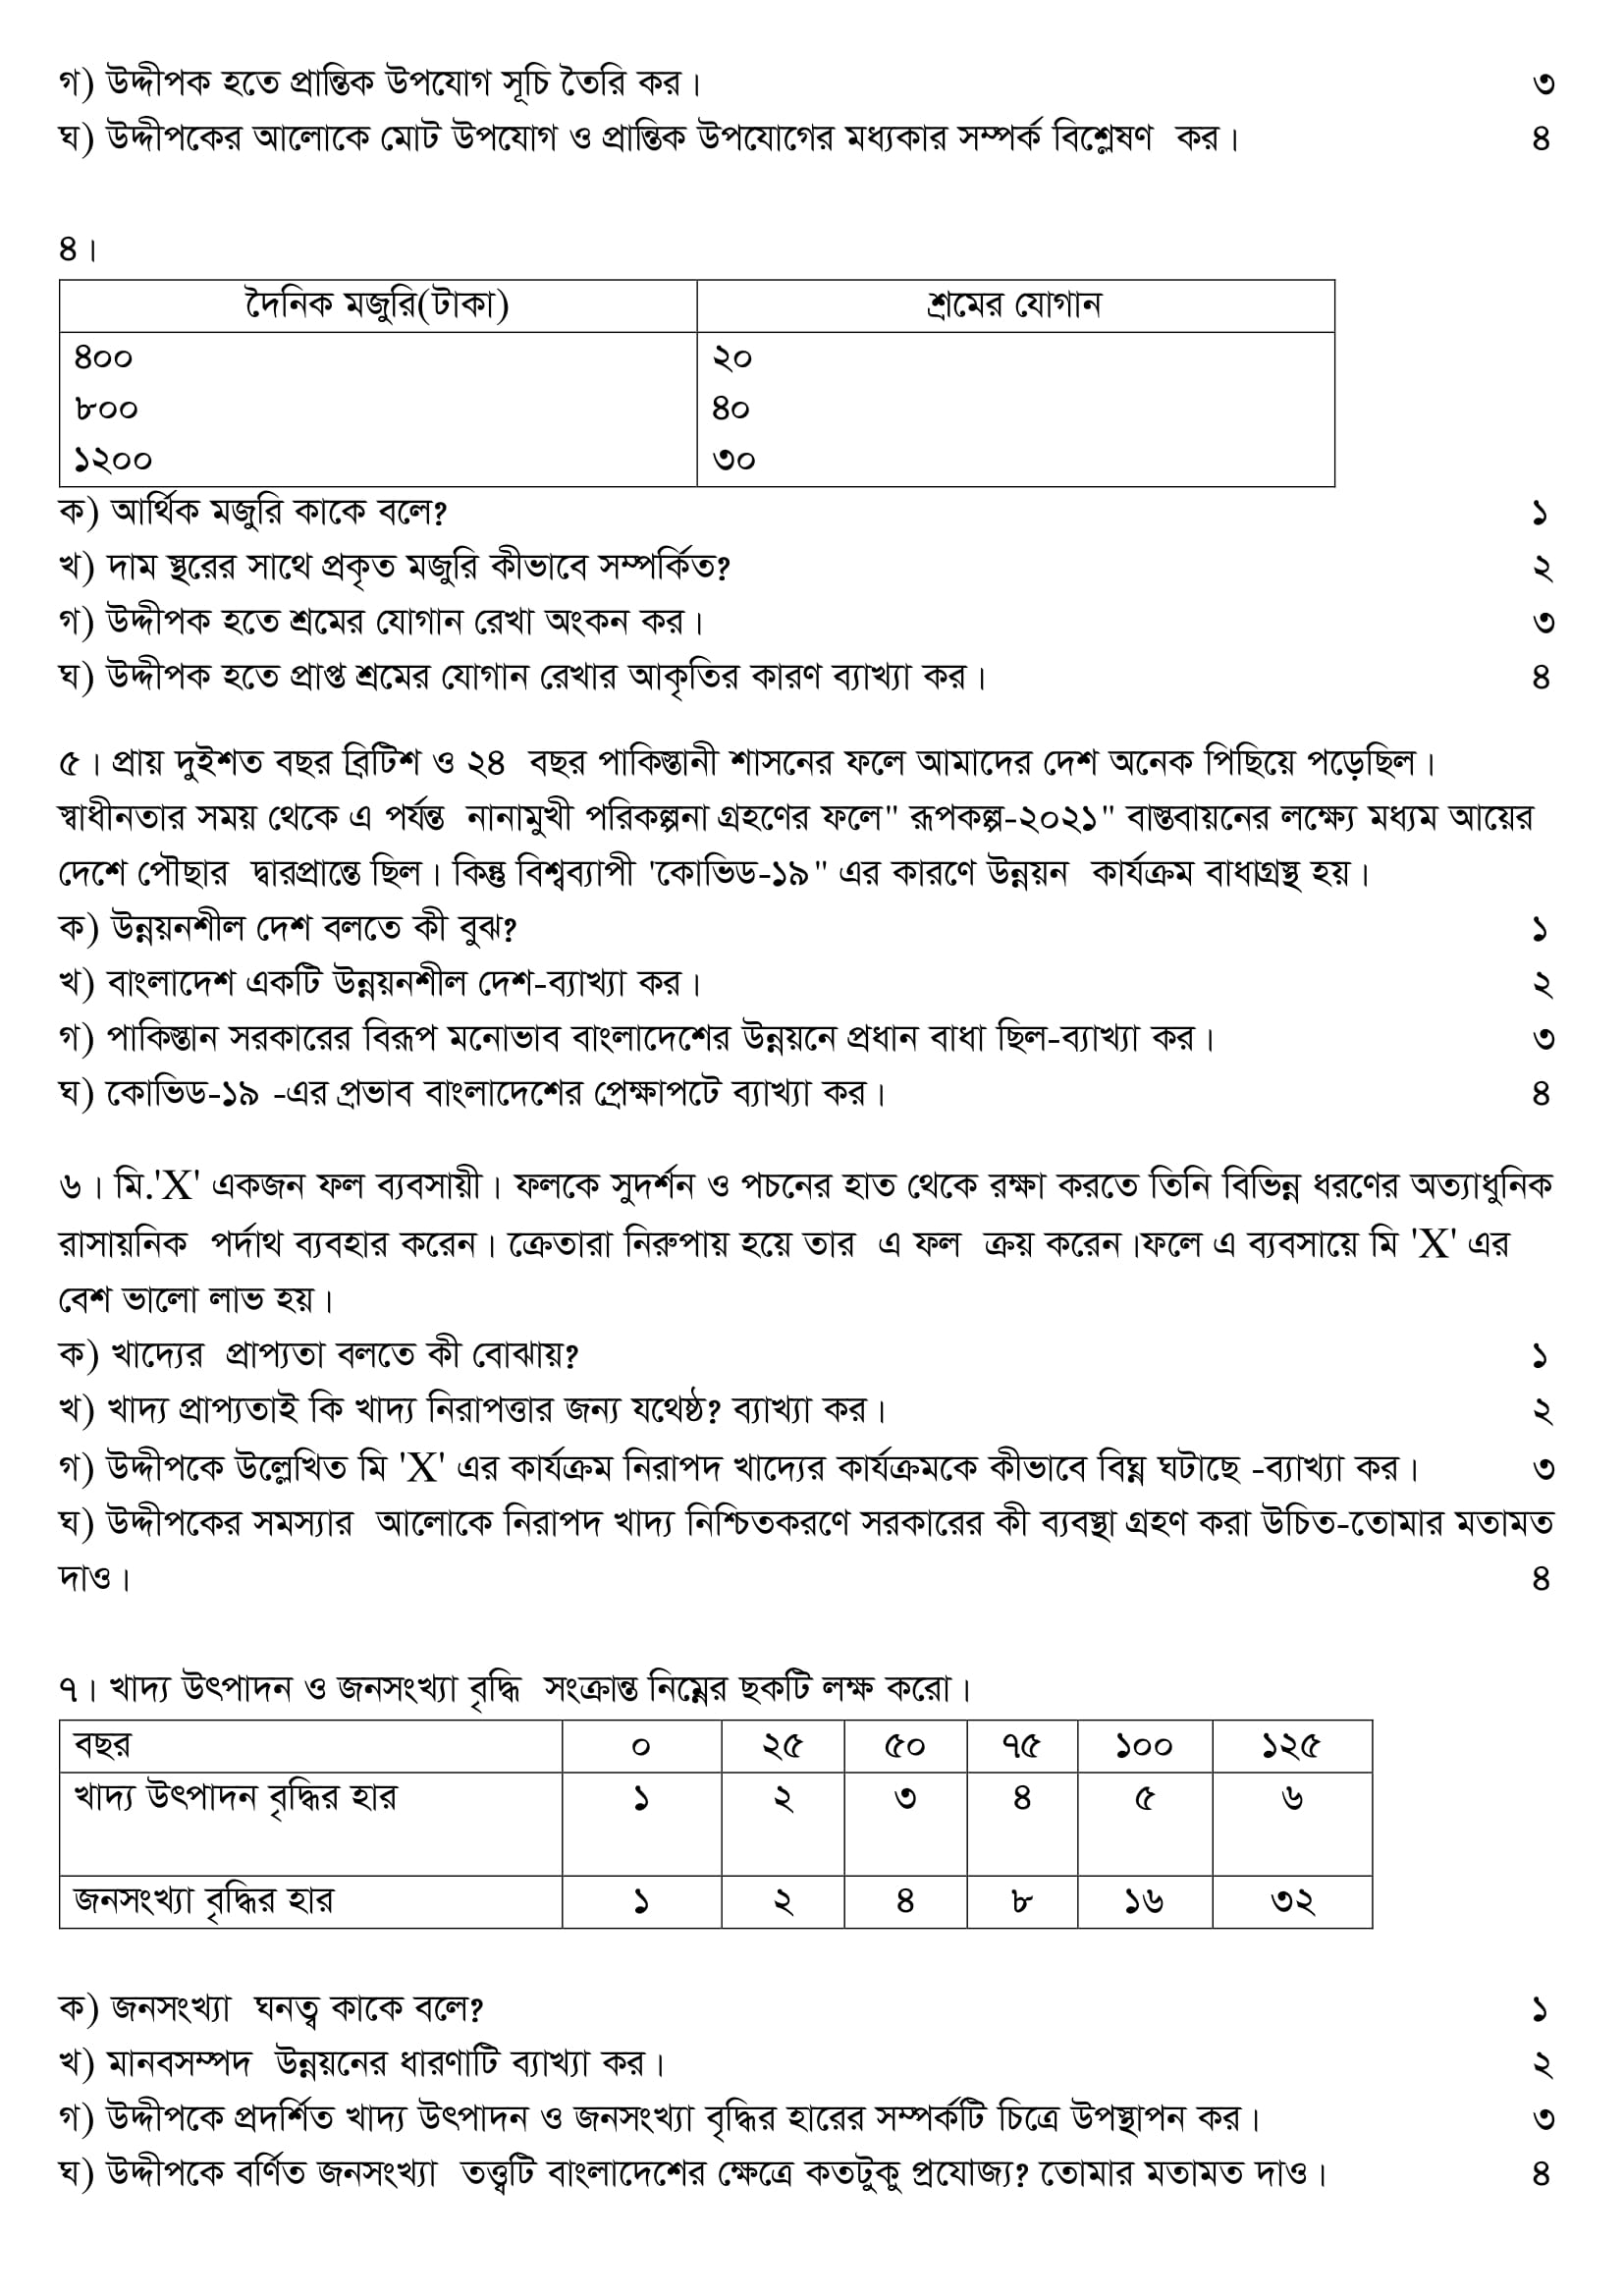 গ) উদ্দীপক হতে প্রান্তিক উপযোগ সূচি তৈরি কর। ৩
ঘ) উদ্দীপকের আলোকে মোট উপযোগ ও প্রান্তিক উপযোগের মধ্যকার সম্পর্ক বিশ্লেষণ কর। ৪
৪।
দৈনিক মজুরি(টাকা) শ্রমের যোগান
৪০০ ২০
৮০০ ৪০
১২০০ ৩০
ক) আর্থিক মজুরি কাকে বলে? ১
খ) দাম স্থরের সাথে প্রকৃত মজুরি কীভাবে সম্পর্কিত? ২
গ) উদ্দীপক হতে শ্রমের যোগান রেখা অংকন কর। ৩
ঘ) উদ্দীপক হতে প্রাপ্ত শ্রমের যোগান রেখার আকৃতির কারণ ব্যাখ্যা কর। ৪
৫। প্রায় দুইশত বছর ব্রিটিশ ও ২৪ বছর পাকিস্তানী শাসনের ফলে আমাদের দেশ অনেক পিছিয়ে পড়েছিল।
স্বাধীনতার সময় থেকে এ পর্যন্ত নানামুখী পরিকল্পনা গ্রহণের ফলে" রূপকল্প-২০২১" বাস্তবায়নের লক্ষ্যে মধ্যম আয়ের
দেশে পৌছার দ্বারপ্রান্তে ছিল। কিন্তু বিশ্বব্যাপী 'কোভিড-১৯" এর কারণে উন্নয়ন কার্যক্রম বাধাগ্রস্থ হয়।
ক) উন্নয়নশীল দেশ বলতে কী বুঝ? ১
খ) বাংলাদেশ একটি উন্নয়নশীল দেশ-ব্যাখ্যা কর। ২
গ) পাকিস্তান সরকারের বিরূপ মনোভাব বাংলাদেশের উন্নয়নে প্রধান বাধা ছিল-ব্যাখ্যা কর। ৩
ঘ) কোভিড-১৯ -এর প্রভাব বাংলাদেশের প্রেক্ষাপটে ব্যাখ্যা কর। ৪
৬। মি.'X' একজন ফল ব্যবসায়ী। ফলকে সুদর্শন ও পচনের হাত থেকে রক্ষা করতে তিনি বিভিন্ন ধরণের অত্যাধুনিক
রাসায়নিক পর্দাথ ব্যবহার করেন। ক্রেতারা নিরুপায় হয়ে তার এ ফল ক্রয় করেন।ফলে এ ব্যবসায়ে মি 'X' এর
বেশ ভালো লাভ হয়।
ক) খাদ্যের প্রাপ্যতা বলতে কী বোঝায়? ১
খ) খাদ্য প্রাপ্যতাই কি খাদ্য নিরাপত্তার জন্য যথেষ্ঠ? ব্যাখ্যা কর। ২
গ) উদ্দীপকে উল্লেখিত মি 'X' এর কার্যক্রম নিরাপদ খাদ্যের কার্যক্রমকে কীভাবে বিঘ্ন ঘটাছে -ব্যাখ্যা কর। ৩
ঘ) উদ্দীপকের সমস্যার আলোকে নিরাপদ খাদ্য নিশ্চিতকরণে সরকারের কী ব্যবস্থা গ্রহণ করা উচিত-তোমার মতামত
দাও। ৪
৭। খাদ্য উৎপাদন ও জনসংখ্যা বৃদ্ধি সংক্রান্ত নিম্নের ছকটি লক্ষ করো।
বছর ০ ২৫ ৫০ ৭৫ ১০০ ১২৫
খাদ্য উৎপাদন বৃদ্ধির হার ১ ২ ৩ ৪ ৫ ৬
জনসংখ্যা বৃদ্ধির হার ১ ২ ৪ ৮ ১৬ ৩২
ক) জনসংখ্যা ঘনত্ব কাকে বলে? ১
খ) মানবসম্পদ উন্নয়নের ধারণাটি ব্যাখ্যা কর। ২
গ) উদ্দীপকে প্রদর্শিত খাদ্য উৎপাদন ও জনসংখ্যা বৃদ্ধির হারের সম্পর্কটি চিত্রে উপস্থাপন কর। ৩
ঘ) উদ্দীপকে বর্ণিত জনসংখ্যা তত্ত্বটি বাংলাদেশের ক্ষেত্রে কতটুকু প্রযোজ্য? তোমার মতামত দাও। ৪